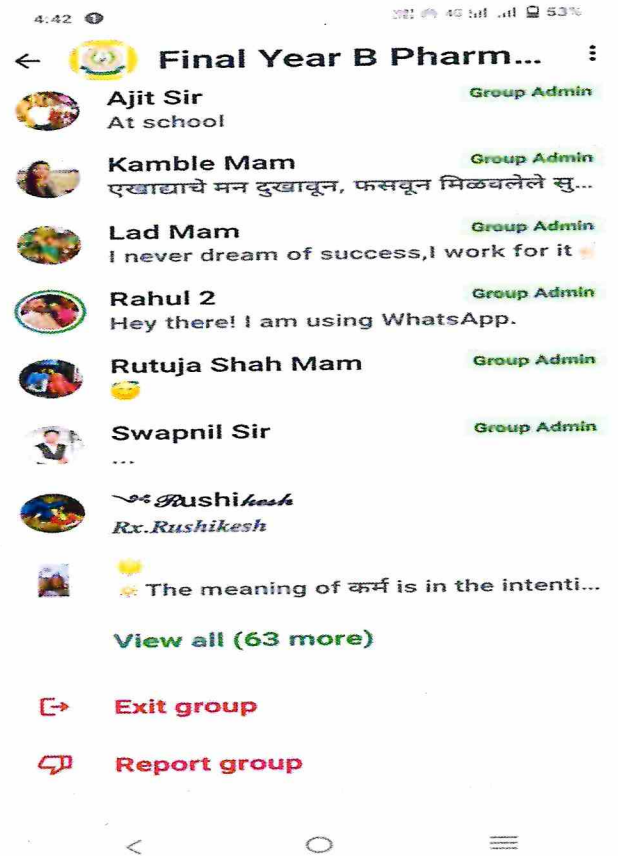 4:42 1 4G 53%
Final Year B Pharm...
Ajit Sir Group Admin
At school
Kamble Mam Group Admin
एखाद्याचे मन दुखावून, फसवून मिळवलेले सु...
Lad Mam Group Admin
I never dream of success,I work for it
Rahul 2 Group Admin
Hey there! I am using WhatsApp.
Rutuja Shah Mam Group Admin
Swapnil Sir Group Admin
...
Rushikesh
Rx.Rushikesh
The meaning of कर्म is in the intenti...
View all (63 more)
Exit group
Report group